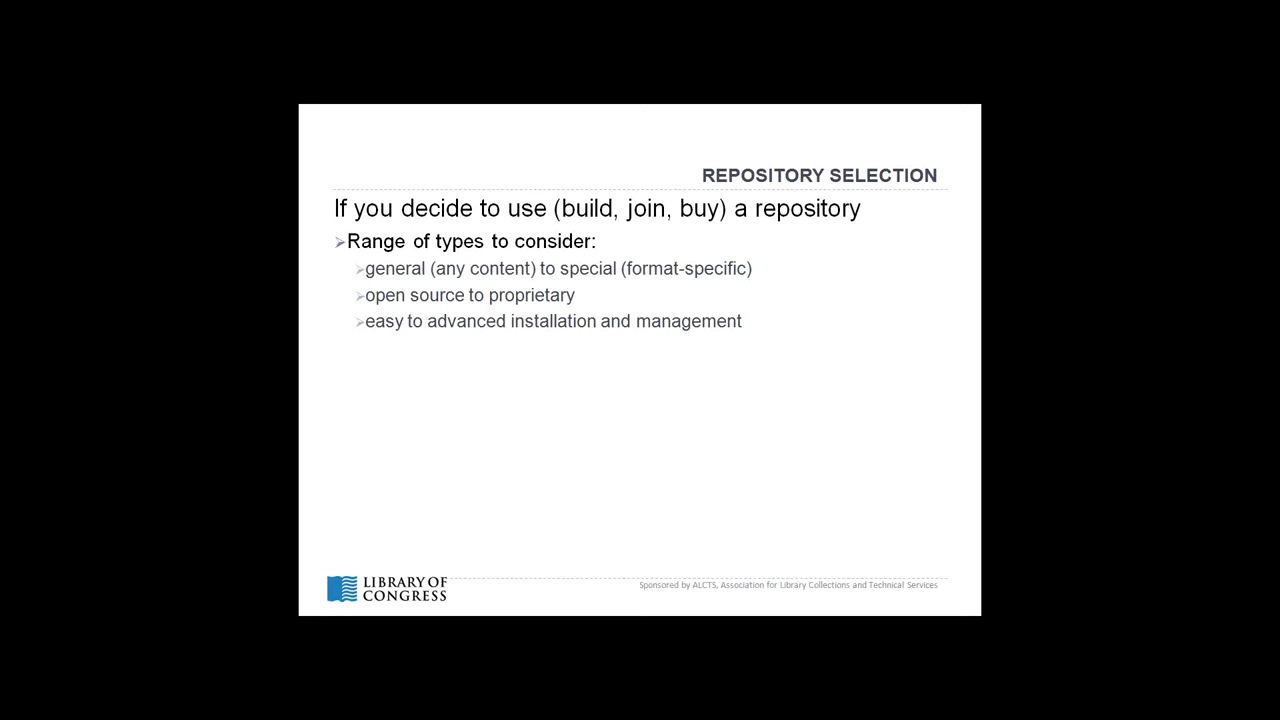 REPOSITORY SELECTION
If you decide to use (build, join, buy) a repository
➢Range of types to consider:
➢general (any content) to special (format-specific)
➢open source to proprietary
➢easy to advanced installation and management
LIBRARY OF
CONGRESS
Sponsored by ALCTS, Association for Library Collections and Technical Services